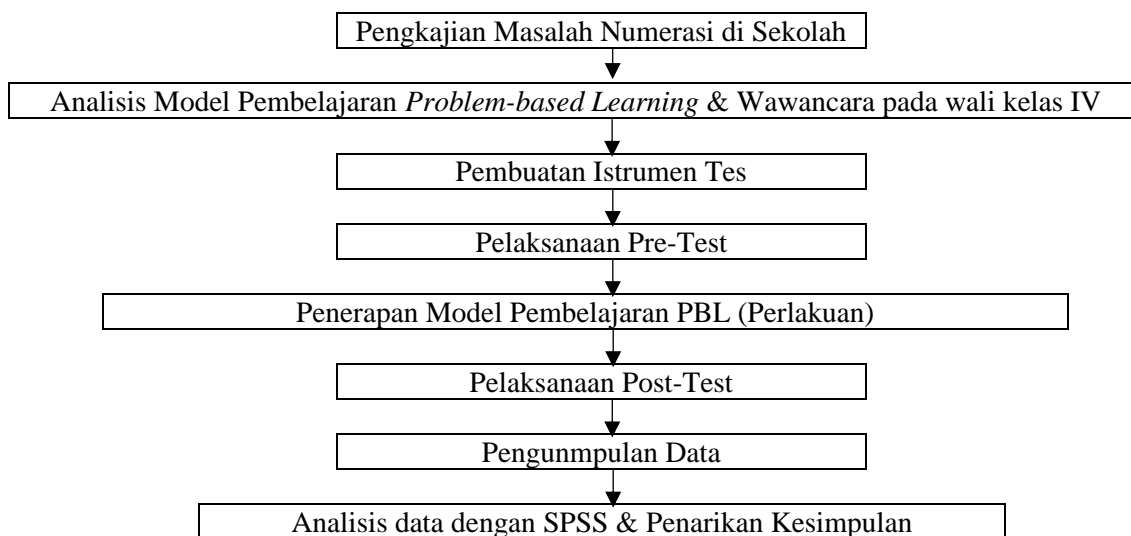 Pengkajian Masalah Numerasi di Sekolah
Analisis Model Pembelajaran Problem-based Learning & Wawancara pada wali kelas IV
Pembuatan Istrumen Tes
Pelaksanaan Pre-Test
Penerapan Model Pembelajaran PBL (Perlakuan)
Pelaksanaan Post-Test
Pengunmpulan Data
Analisis data dengan SPSS & Penarikan Kesimpulan